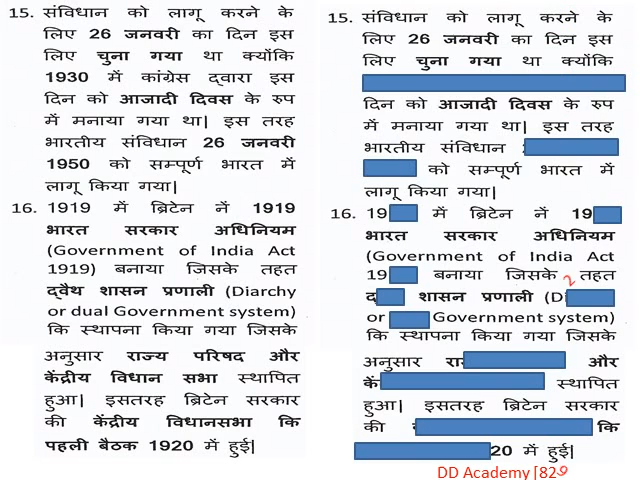 15. संविधान को लागू करने के
लिए 26 जनवरी का दिन इस
लिए चुना गया था क्योंकि
1930 में कांग्रेस द्वारा इस
दिन को आजादी दिवस के रुप
में मनाया गया था| इस तरह
भारतीय संविधान 26 जनवरी
1950 को सम्पूर्ण भारत में
लागू किया गया|
16. 1919 में ब्रिटेन नें 1919
भारत सरकार अधिनियम
(Government of India Act
1919) बनाया जिसके तहत
द्वैथ शासन प्रणाली (Diarchy
or dual Government system)
कि स्थापना किया गया जिसके
अनुसार राज्य परिषद और
केंद्रीय विधान सभा स्थापित
हुआ| इसतरह ब्रिटेन सरकार
की केंद्रीय विधानसभा कि
पहली बैठक 1920 में हुई|
15. संविधान को लागू करने के
लिए 26 जनवरी का दिन इस
लिए चुना गया था क्योंकि
दिन को आजादी दिवस के रुप
में मनाया गया था| इस तरह
भारतीय संविधान
को सम्पूर्ण भारत में
लागू किया गया|
16. 19 में ब्रिटेन नें 19
भारत सरकार अधिनियम
(Government of India Act
19 बनाया जिसके 2 तहत
द शासन प्रणाली (D
or Government system)
कि स्थापना किया गया जिसके
अनुसार रा और
कें स्थापित
हुआ| इसतरह ब्रिटेन सरकार
की कि
20 में हुई|
DD Academy [829